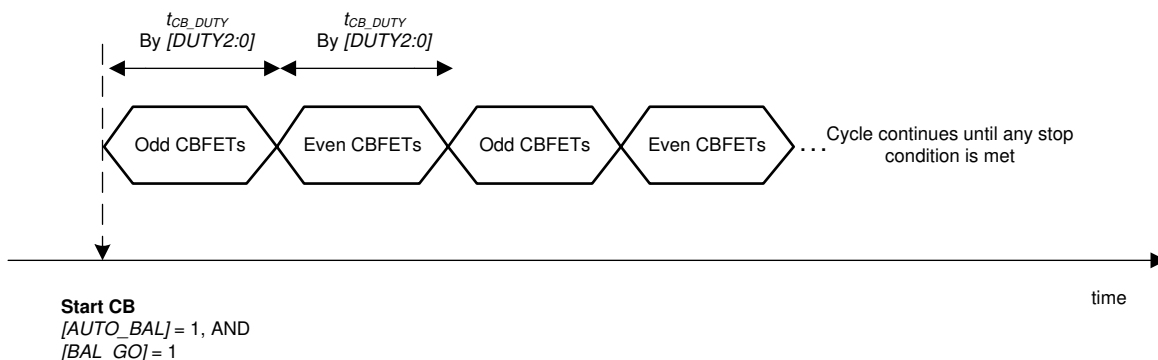 tCB_DUTY
By [DUTY2:0]
tCB_DUTY
By [DUTY2:0]
Odd CBFETs
Even CBFETs
Odd CBFETs
Even CBFETs
... Cycle continues until any stop
condition is met
time
Start CB
[AUTO_BAL] = 1, AND
[BAL_GO] = 1